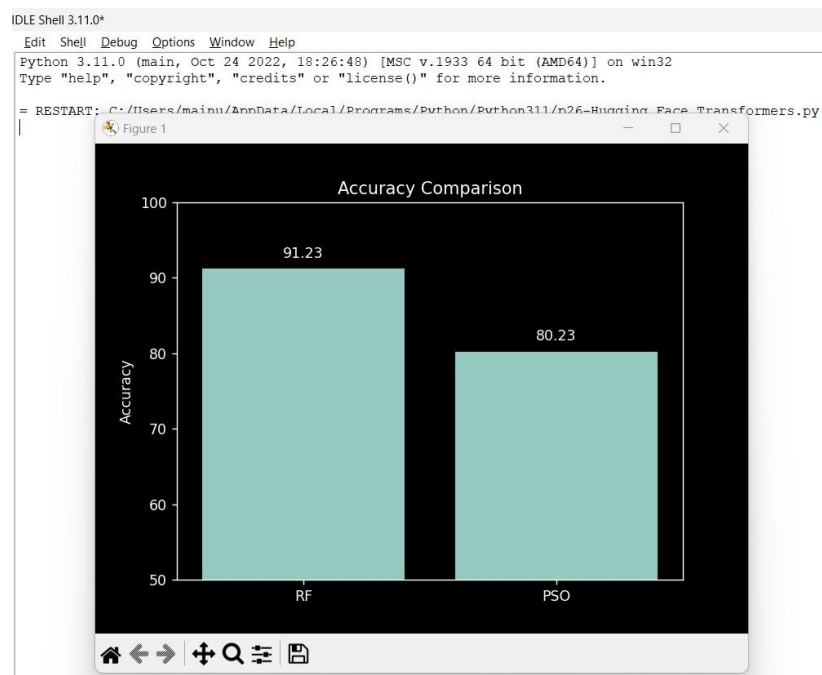 IDLE Shell 3.11.0*
Edit Shell Debug Options Window Help
Python 3.11.0 (main, Oct 24 2022, 18:26:48) [MSC v.1933 64 bit (AMD64)] on win32
Type "help", "copyright", "credits" or "license()" for more information.
= RESTART: C:/Users/mainu/AppData/Local/Programs/Python/Python311/p26-Hugging Face Transformers.py
Figure 1
Accuracy Comparison
100
91.23
90
80.23
80
Accuracy
70
60
50
RF PSO